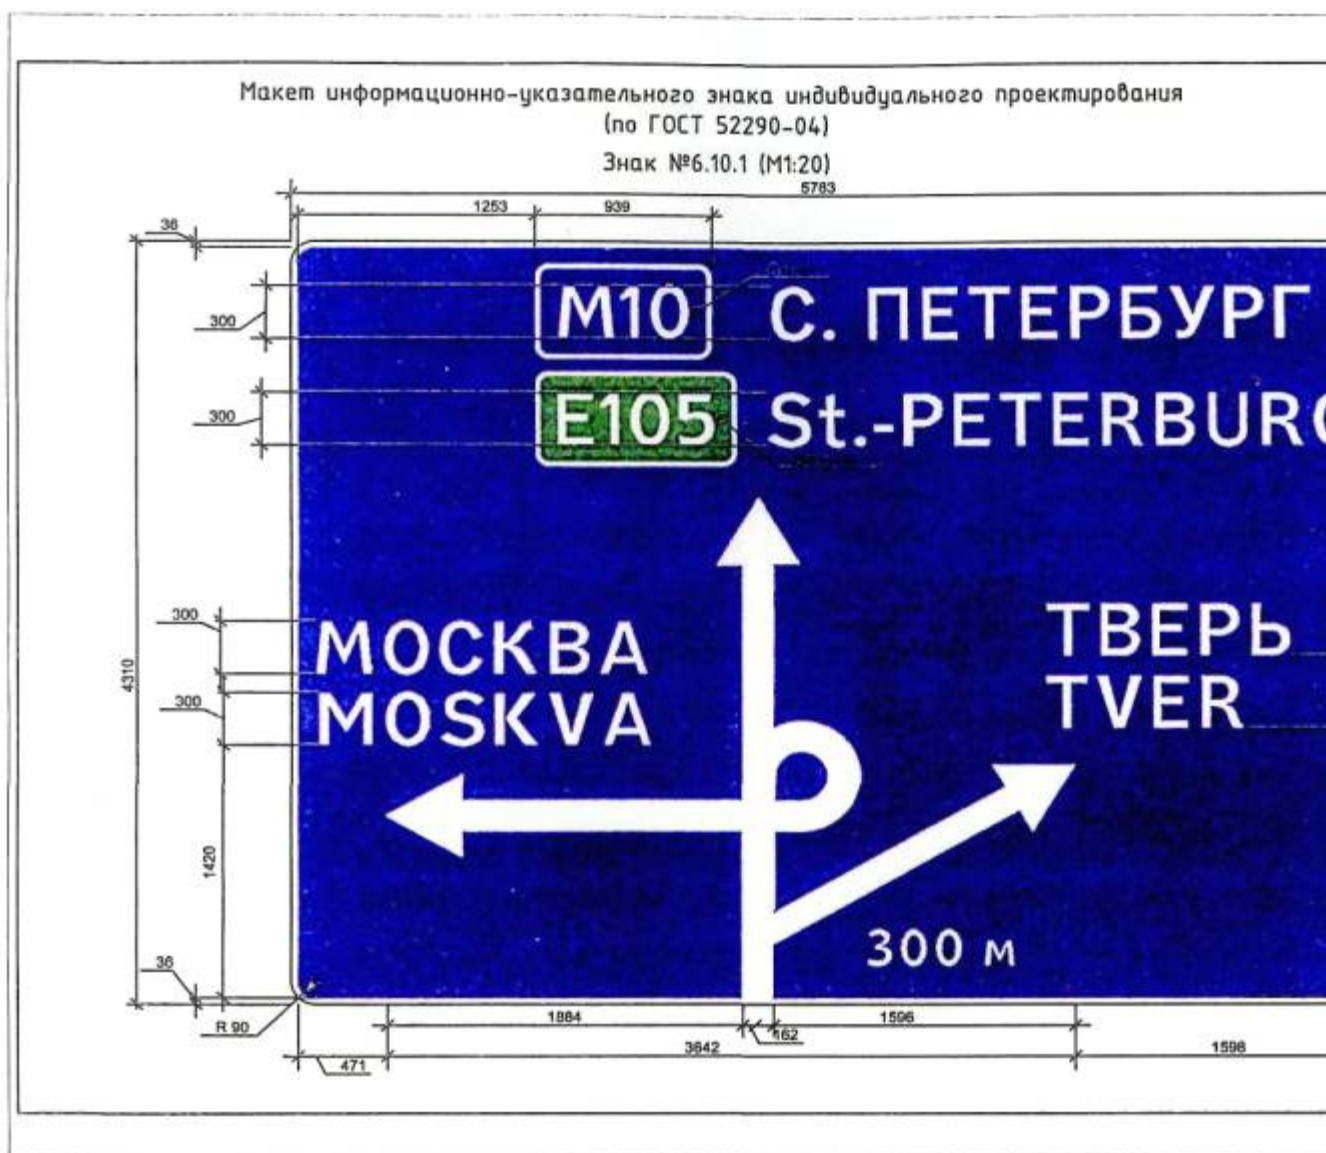 Макет информационно-указательного знака индивидуального проектирования
(по ГОСТ 52290-04)
Знак №6.10.1 (М1:20)
5783
1253 939
36
300
M10 С. ПЕТЕРБУРГ
300
E105 St.-PETERBURG
300
МОСКВА ТВЕРЬ
4310
300
MOSKVA TVER
1420
300 м
36
R 90
1884 162 1596
3642 1598
471